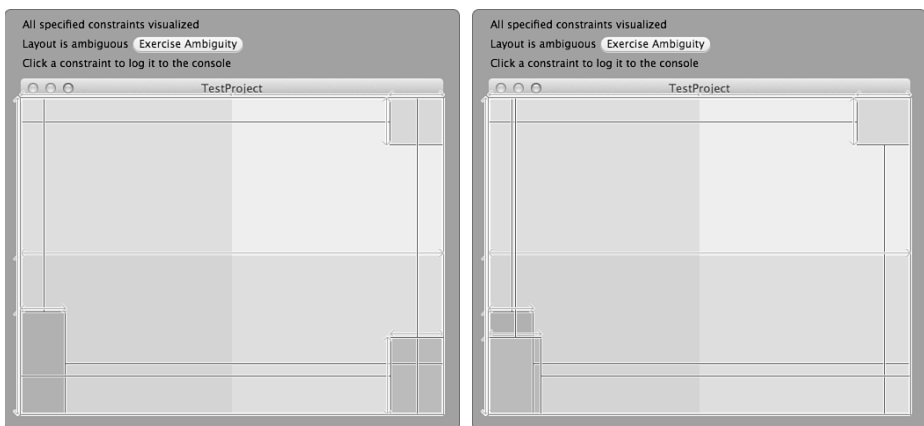 All specified constraints visualized
Layout is ambiguous Exercise Ambiguity
Click a constraint to log it to the console
TestProject
All specified constraints visualized
Layout is ambiguous Exercise Ambiguity
Click a constraint to log it to the console
TestProject